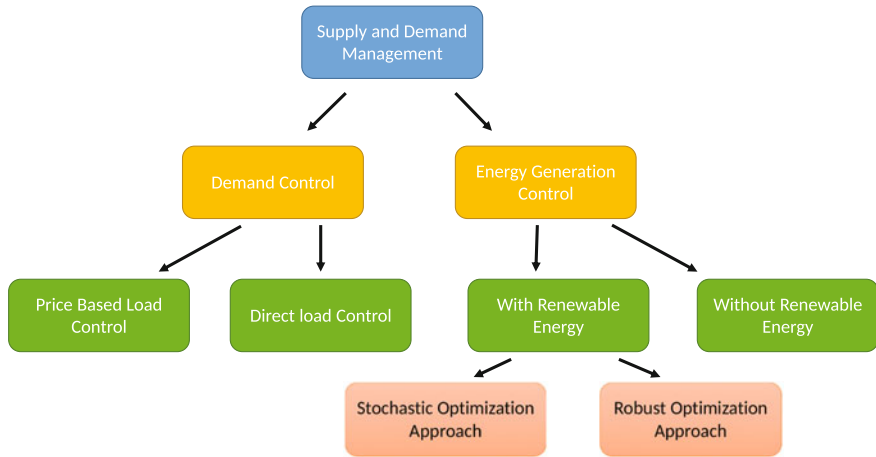 Supply and Demand
Management
Demand Control
Energy Generation
Control
Price Based Load
Control
Direct load Control
With Renewable
Energy
Without Renewable
Energy
Stochastic Optimization
Approach
Robust Optimization
Approach